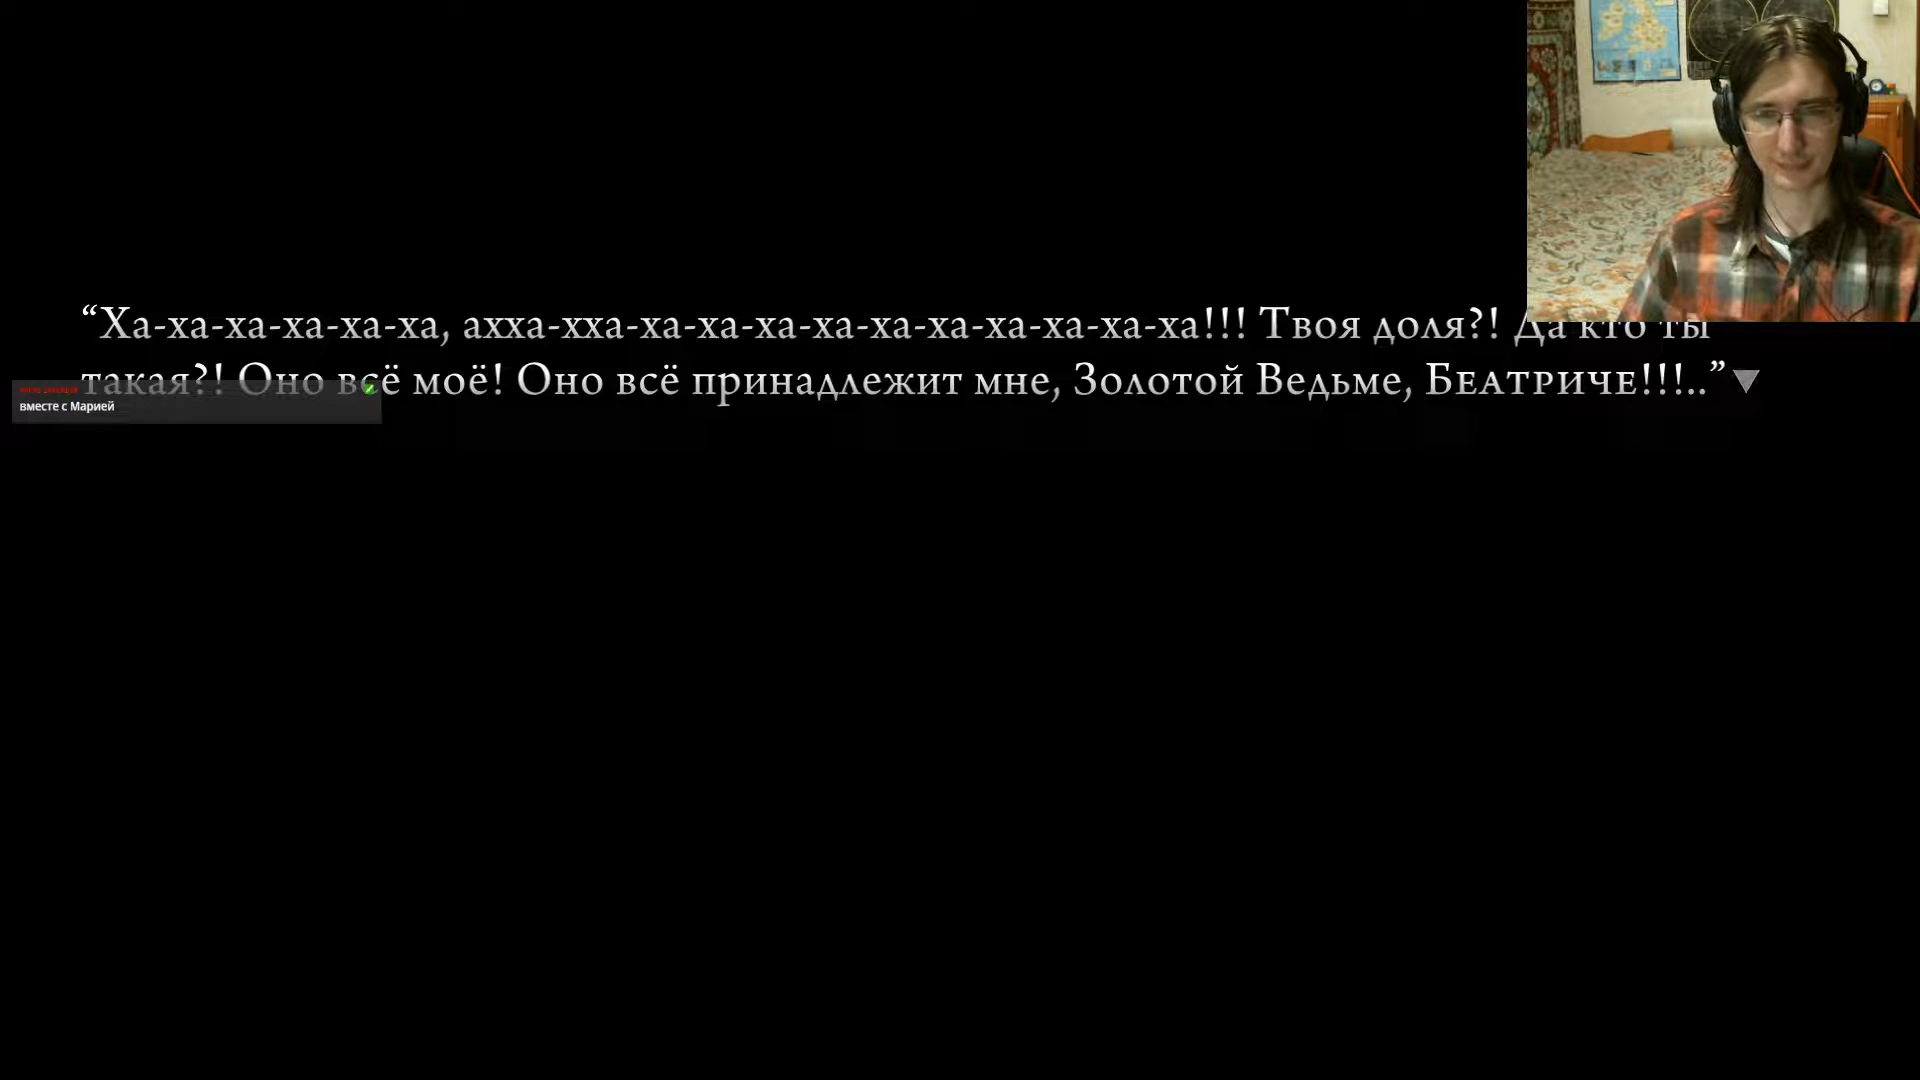 “Ха-ха-ха-ха-ха-ха, ахха-хха-ха-ха-ха-ха-ха-ха-ха-ха-ха-ха!!! Твоя доля?! Да кто ты
такая?! Оно всё моё! Оно всё принадлежит мне, Золотой Ведьме, Беатриче!!!..”
вместе с Марией